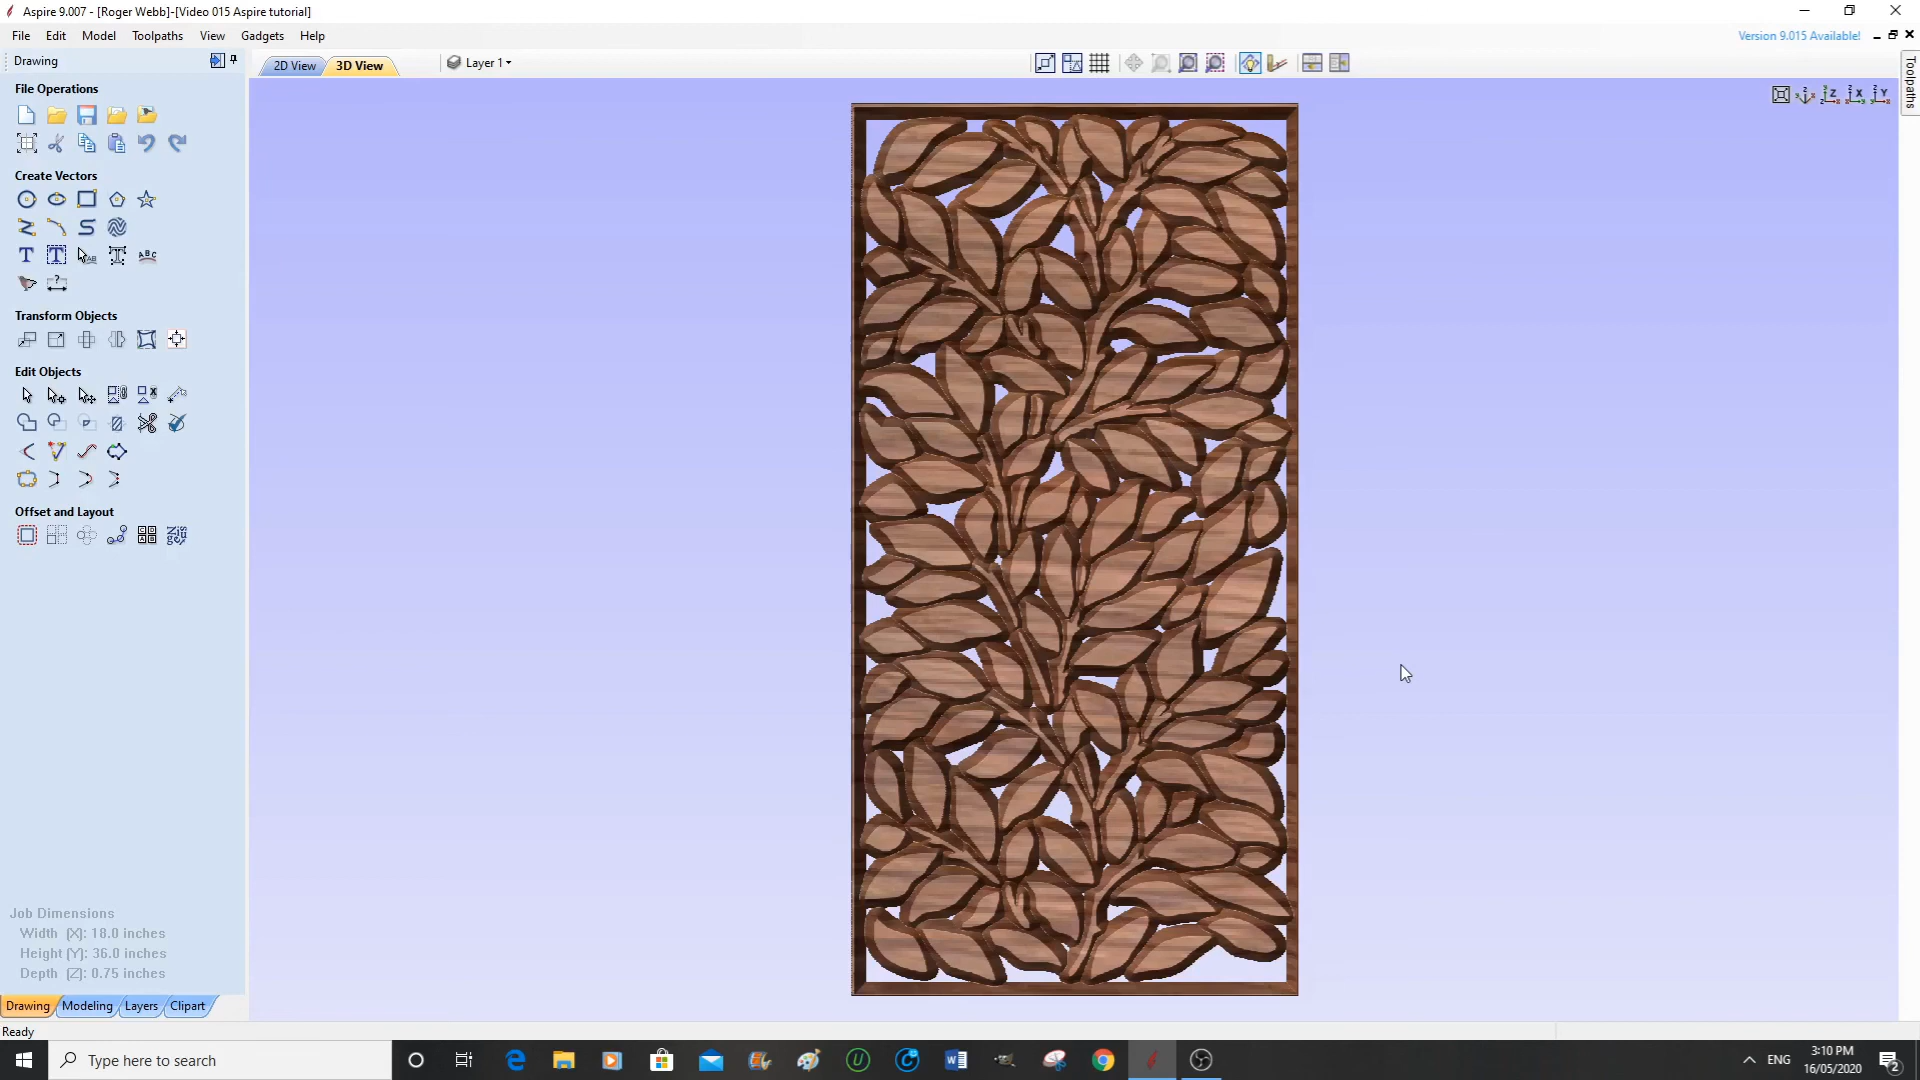 Aspire 9.007 - [Roger Webb]-[Video 015 Aspire tutorial]
File Edit Model Toolpaths View Gadgets Help
Version 9.015 Available!
Drawing
2D View 3D View Layer 1
Toolpaths
File Operations
Create Vectors
Transform Objects
Edit Objects
Offset and Layout
Job Dimensions
Width (X): 18.0 inches
Height (Y): 36.0 inches
Depth (Z): 0.75 inches
Drawing Modeling Layers Clipart
Ready
Type here to search
ENG
3:10 PM
16/05/2020
2